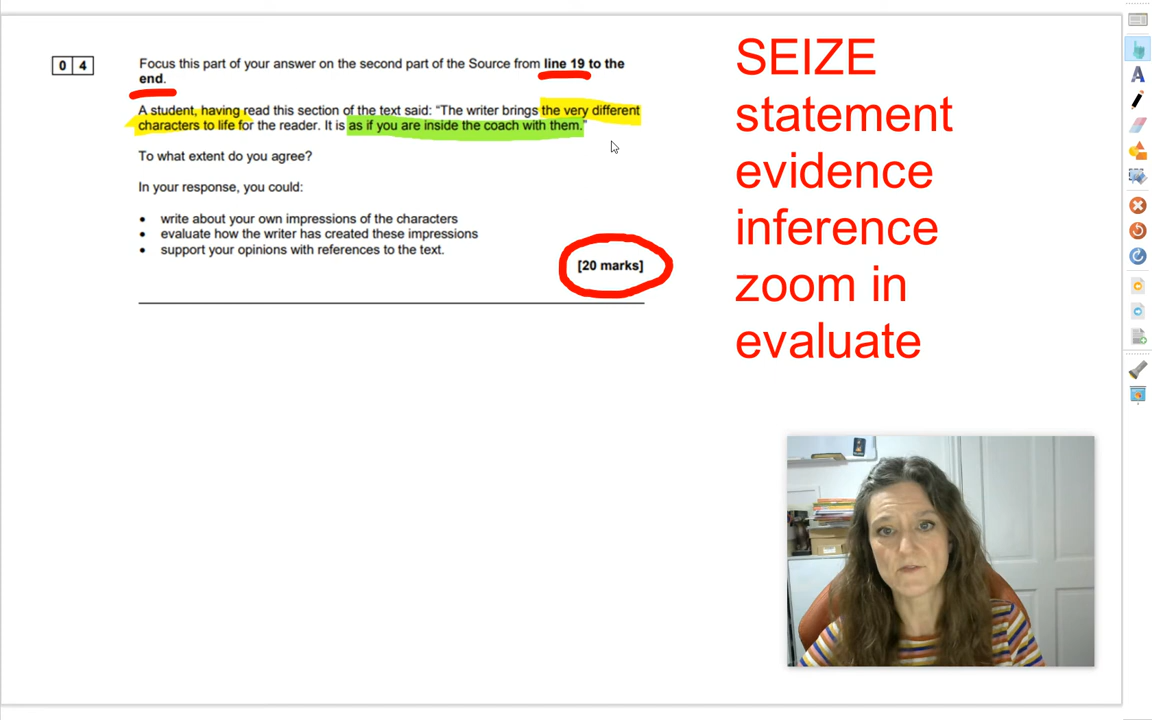 0 4
Focus this part of your answer on the second part of the Source from line 19 to the
end.
A student, having read this section of the text said: “The writer brings the very different
characters to life for the reader. It is as if you are inside the coach with them.”
To what extent do you agree?
In your response, you could:
• write about your own impressions of the characters
• evaluate how the writer has created these impressions
• support your opinions with references to the text.
[20 marks]
SEIZE
statement
evidence
inference
zoom in
evaluate
A